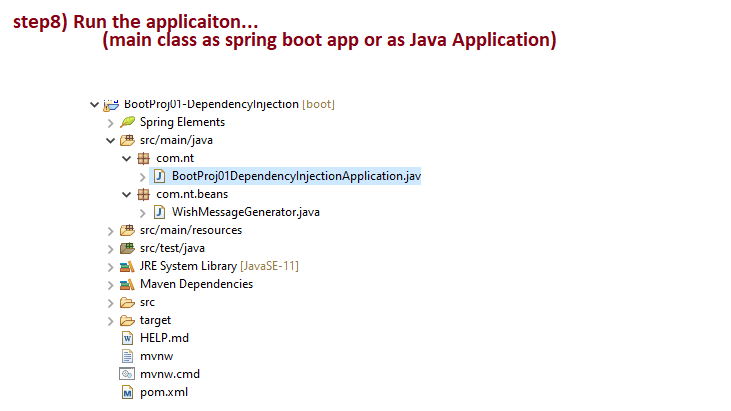 step8) Run the applicaiton...
(main class as spring boot app or as Java Application)
BootProj01-DependencyInjection [boot]
Spring Elements
src/main/java
com.nt
BootProj01DependencyInjectionApplication.jav
com.nt.beans
WishMessageGenerator.java
src/main/resources
src/test/java
JRE System Library [JavaSE-11]
Maven Dependencies
src
target
HELP.md
mvnw
mvnw.cmd
pom.xml